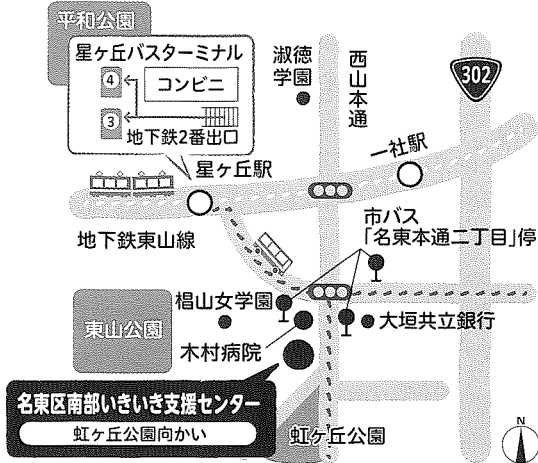 平和公園
星ヶ丘バスターミナル
④
コンビニ
③
地下鉄2番出口
淑徳
学園
西山本通
302
一社駅
星ヶ丘駅
地下鉄東山線
市バス
「名東本通二丁目」停
椙山女学園
大垣共立銀行
東山公園
木村病院
名東区南部いきいき支援センター
虹ヶ丘公園向かい
虹ヶ丘公園
N